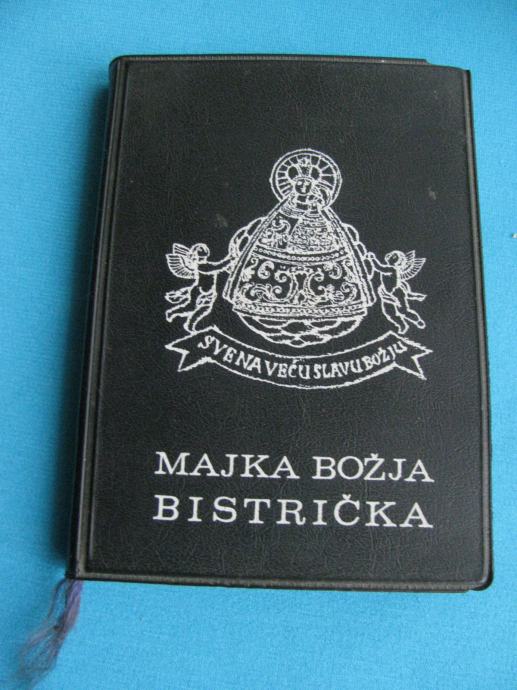 SVE NA VEĆU SLAVU BOŽJU
MAJKA BOŽJA
BISTRIČKA